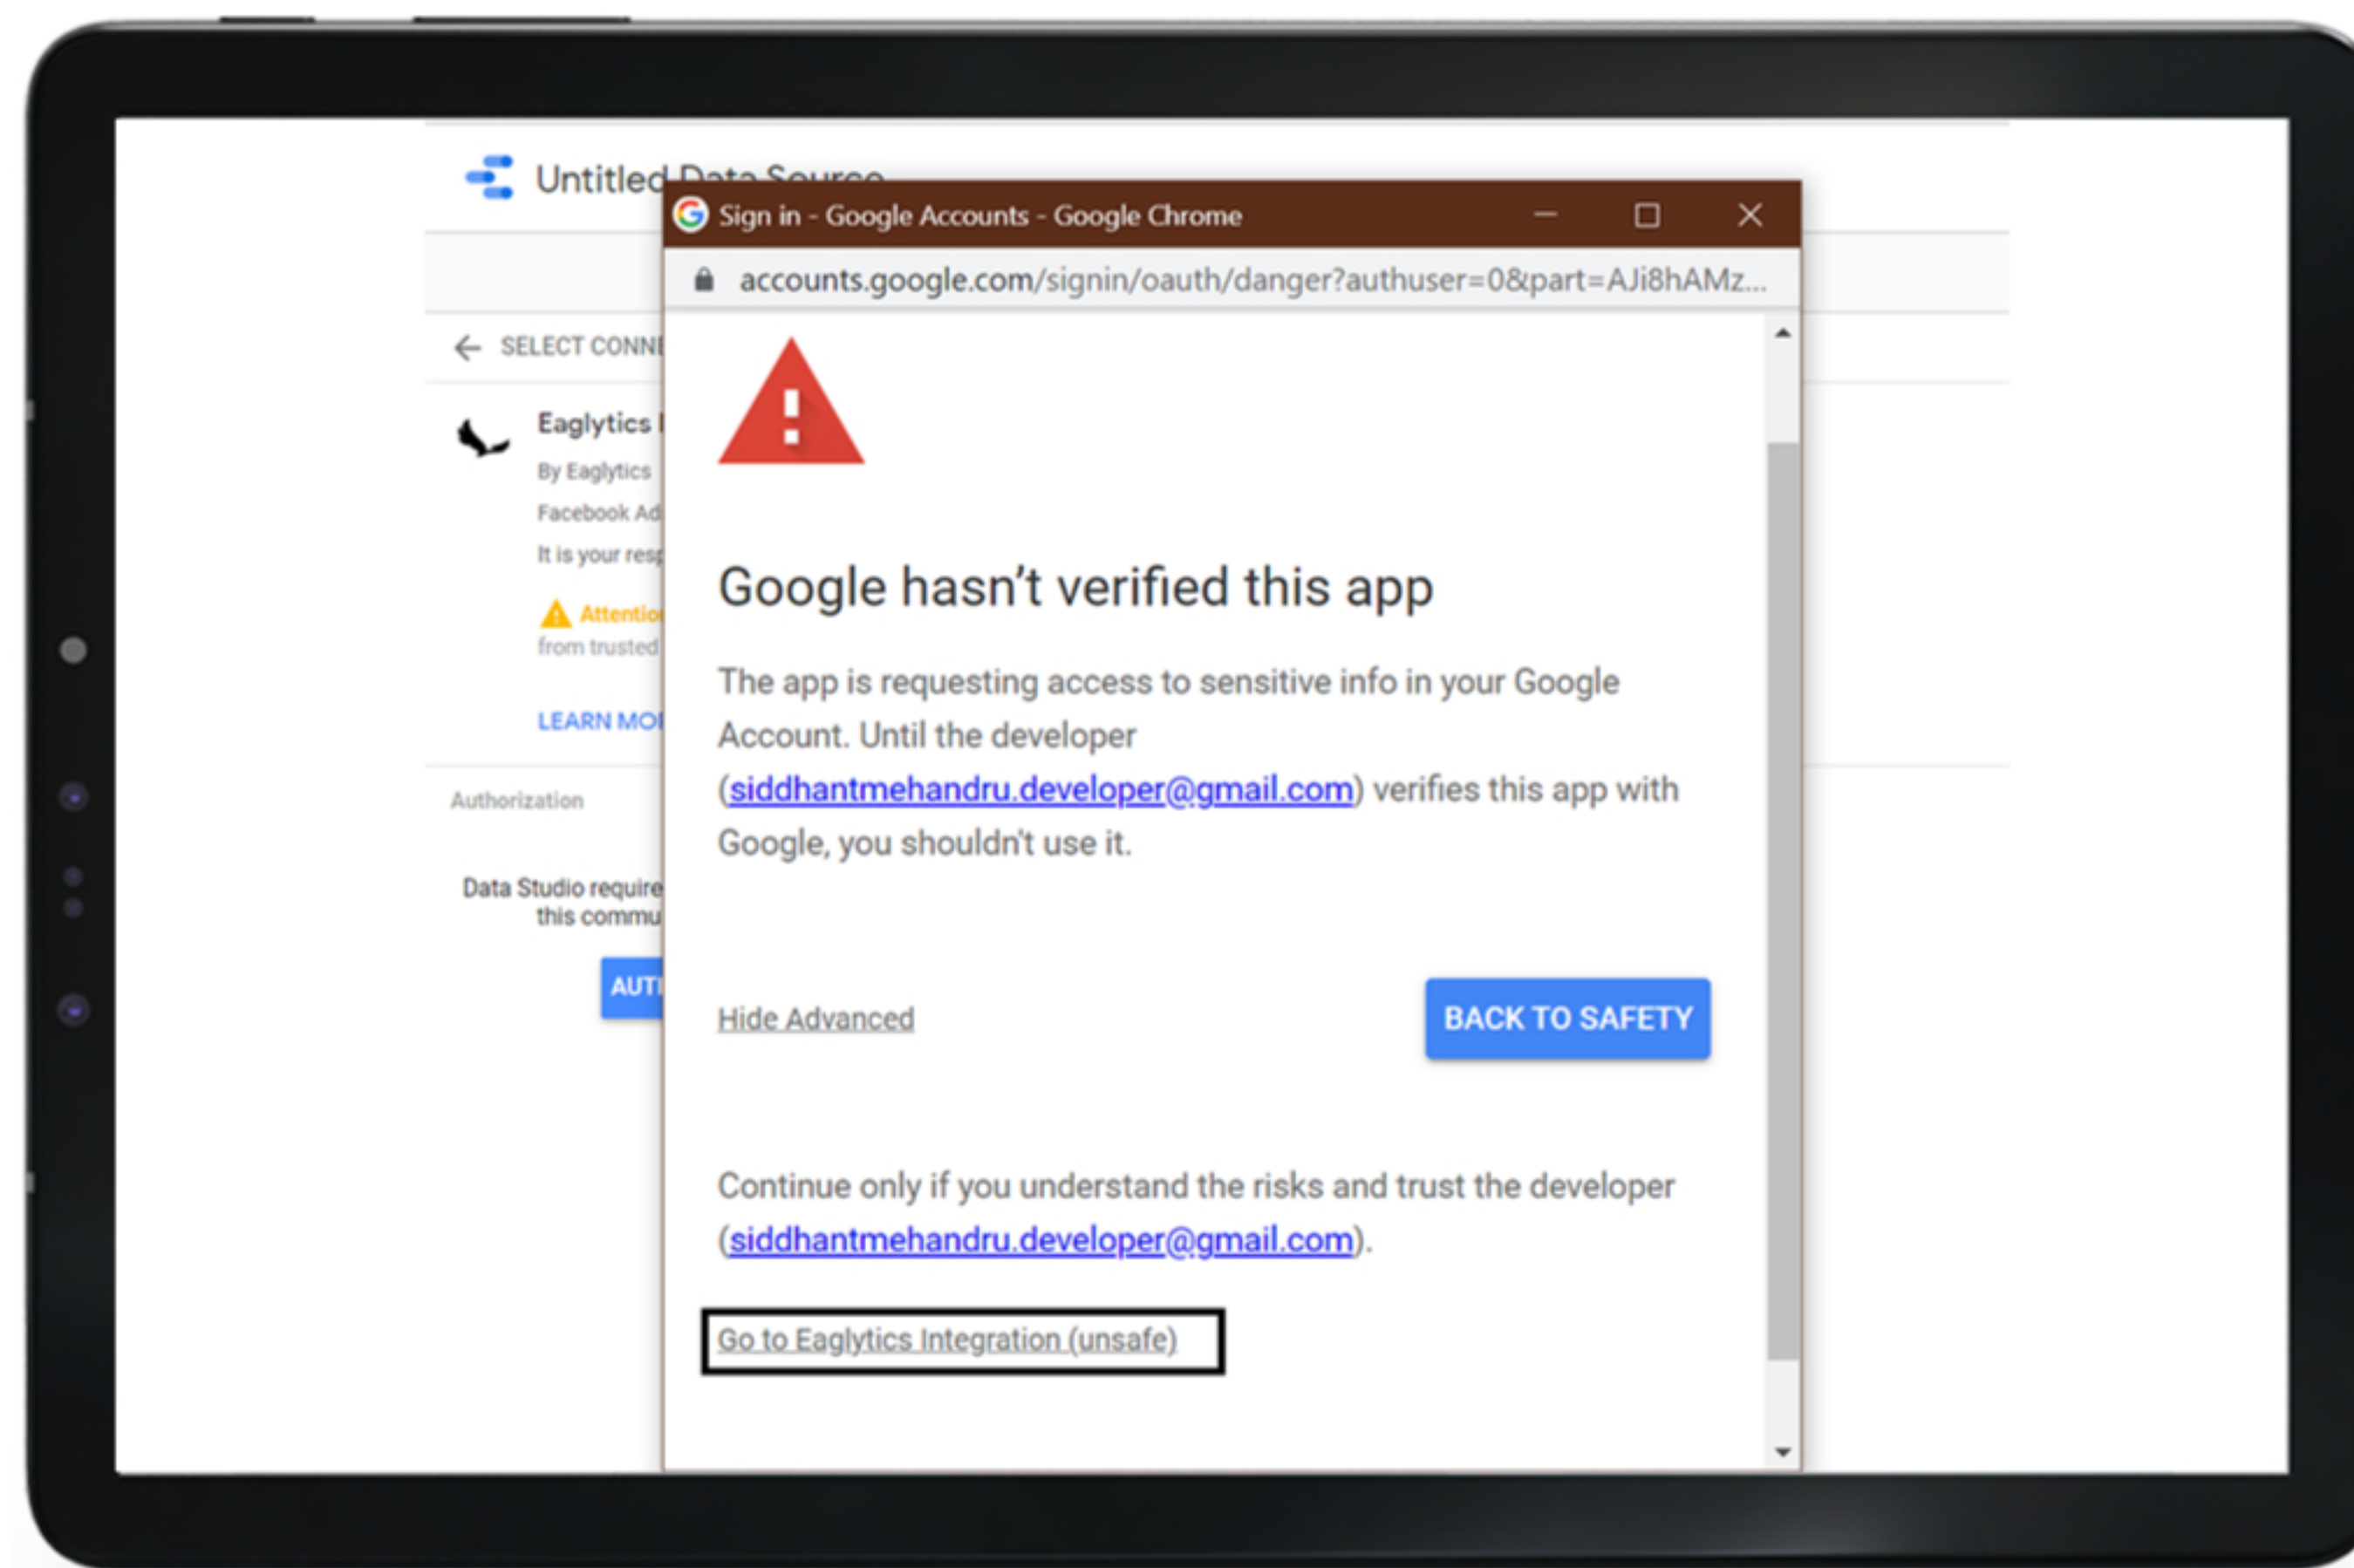 Untitled Data Source
Sign in - Google Accounts - Google Chrome
accounts.google.com/signin/oauth/danger?authuser=0&part=AJi8hAMz...
SELECT CONNE
Eaglytics
By Eaglytics
Facebook Ad
It is your resp
Attentio
from trusted
LEARN MOR
Authorization
Data Studio require
this commu
AUTH
Google hasn't verified this app
The app is requesting access to sensitive info in your Google
Account. Until the developer
(siddhantmehandru.developer@gmail.com) verifies this app with
Google, you shouldn't use it.
Hide Advanced
BACK TO SAFETY
Continue only if you understand the risks and trust the developer
(siddhantmehandru.developer@gmail.com).
Go to Eaglytics Integration (unsafe)